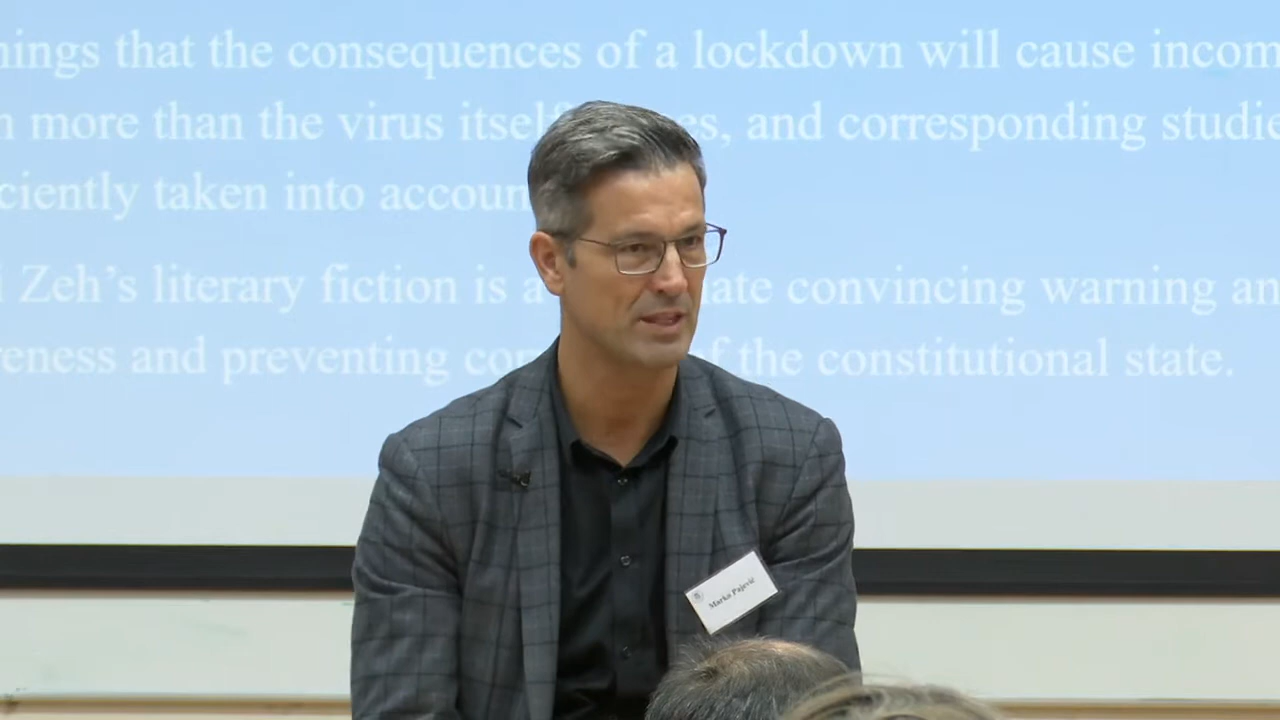 nings that the consequences of a lockdown will cause incom
n more than the virus itself es, and corresponding studie
ciently taken into accoun
l Zeh’s literary fiction is a ate convincing warning an
reness and preventing co of the constitutional state.
Marko Pajević